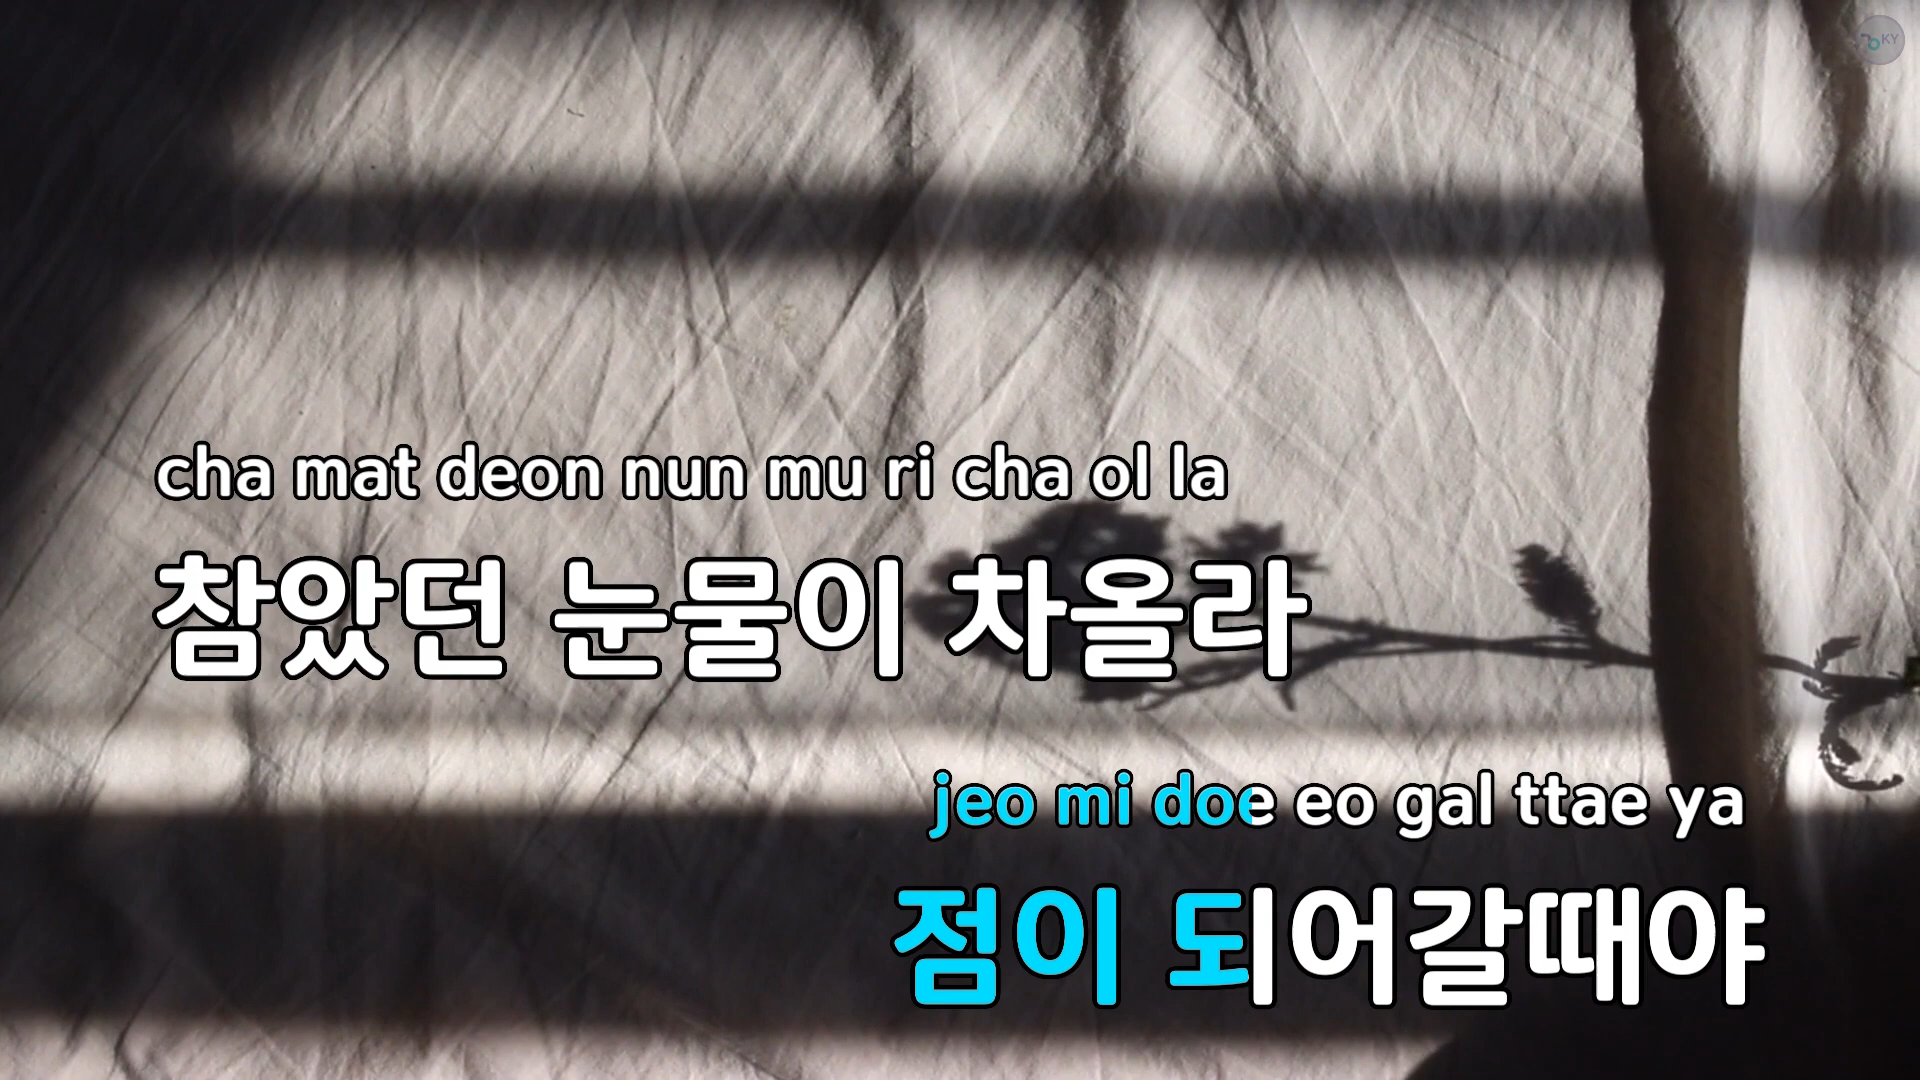 KY
cha mat deon nun mu ri cha ol la
참았던 눈물이 차올라
jeo mi doe eo gal ttae ya
점이 되어갈때야